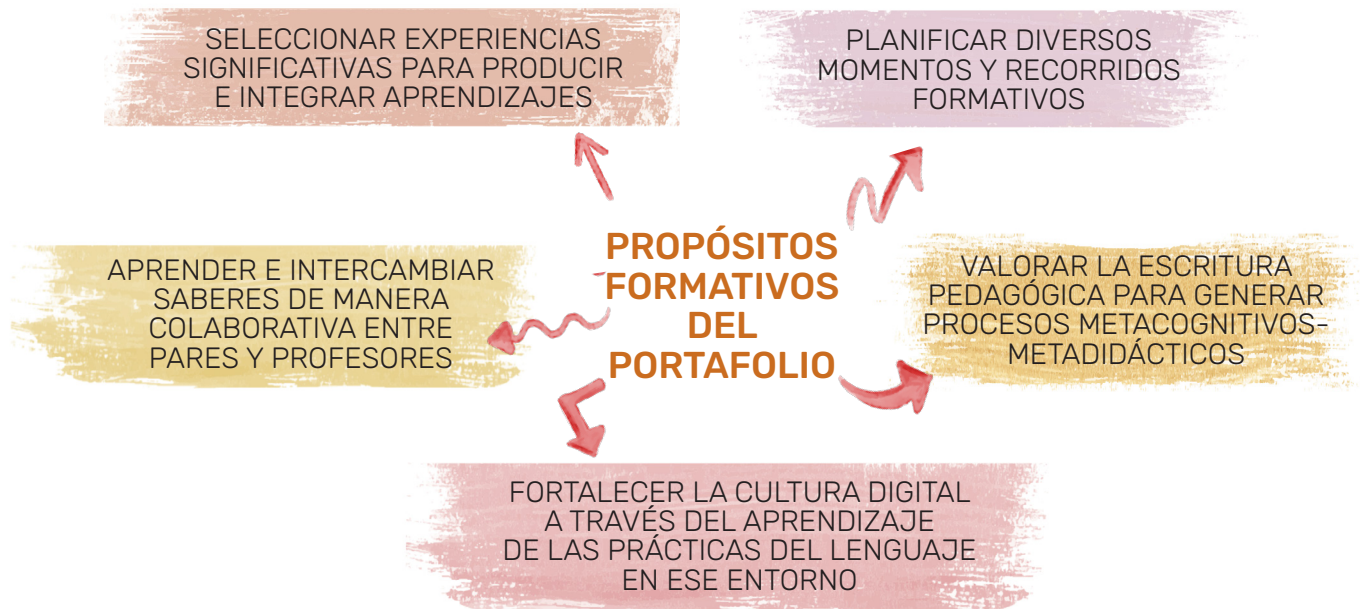 SELECCIONAR EXPERIENCIAS
SIGNIFICATIVAS PARA PRODUCIR
E INTEGRAR APRENDIZAJES
PLANIFICAR DIVERSOS
MOMENTOS Y RECORRIDOS
FORMATIVOS
PROPÓSITOS
FORMATIVOS
DEL
PORTAFOLIO
APRENDER E INTERCAMBIAR
SABERES DE MANERA
COLABORATIVA ENTRE
PARES Y PROFESORES
VALORAR LA ESCRITURA
PEDAGÓGICA PARA GENERAR
PROCESOS METACOGNITIVOS-
METADIDÁCTICOS
FORTALECER LA CULTURA DIGITAL
A TRAVÉS DEL APRENDIZAJE
DE LAS PRÁCTICAS DEL LENGUAJE
EN ESE ENTORNO